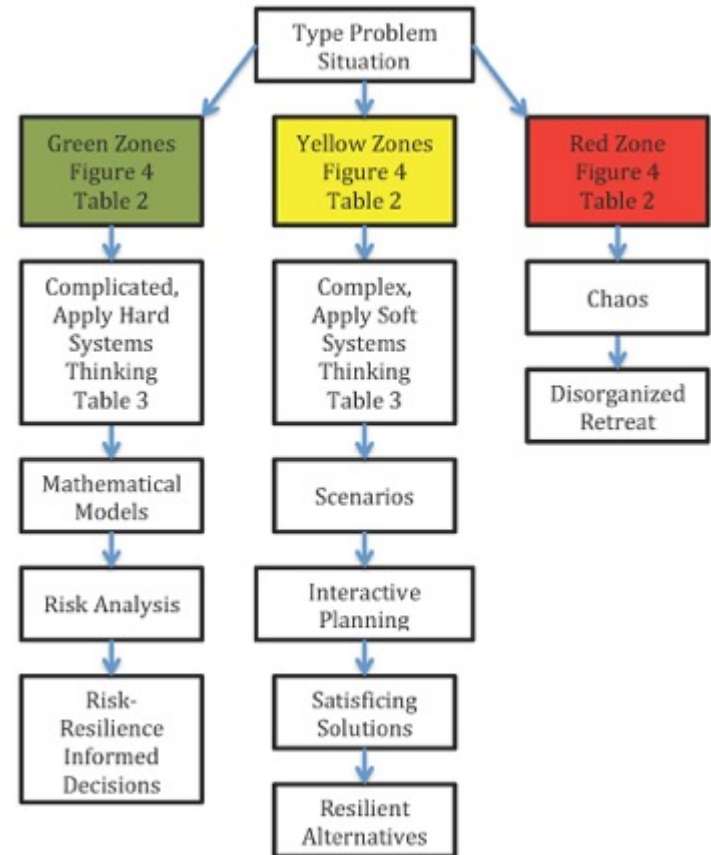 Type Problem
Situation
Green Zones
Figure 4
Table 2
Yellow Zones
Figure 4
Table 2
Red Zone
Figure 4
Table 2
Complicated,
Apply Hard
Systems
Thinking
Table 3
Complex,
Apply Soft
Systems
Thinking
Table 3
Chaos
Disorganized
Retreat
Mathematical
Models
Scenarios
Risk Analysis
Interactive
Planning
Risk-
Resilience
Informed
Decisions
Satisficing
Solutions
Resilient
Alternatives